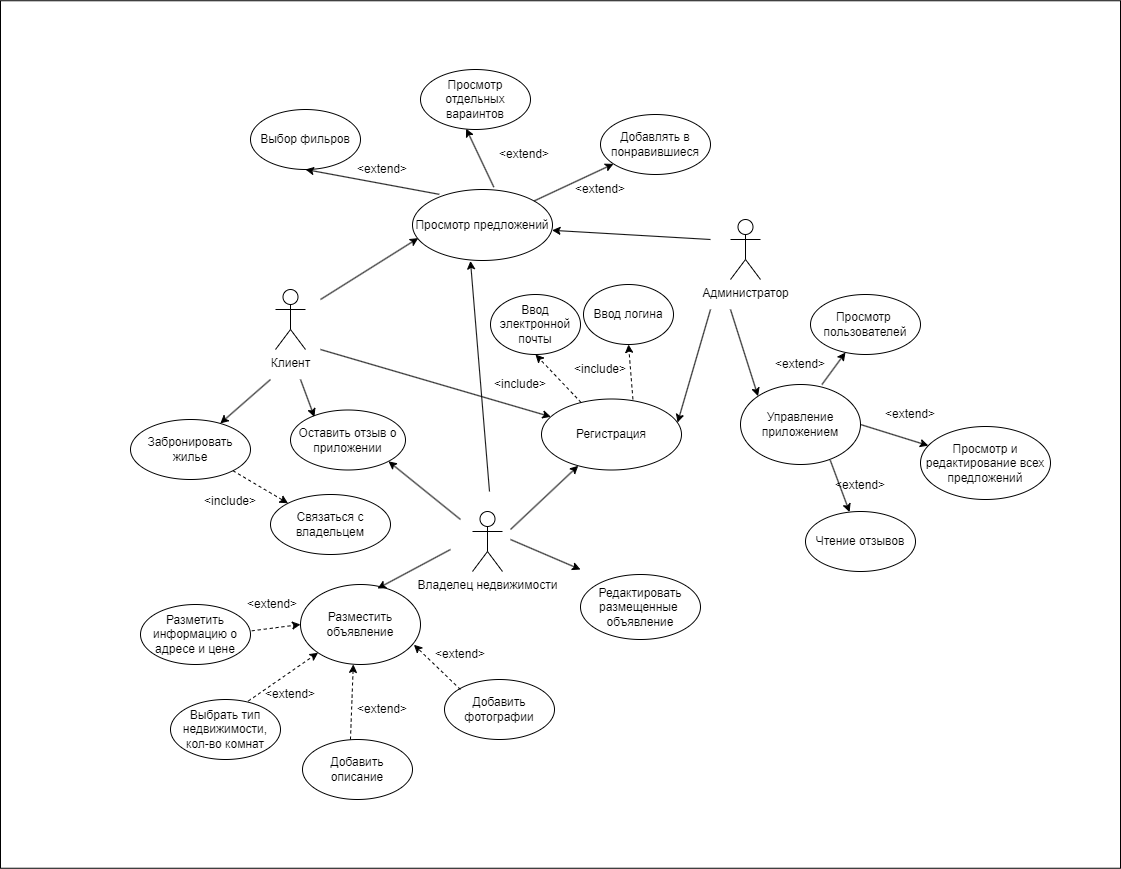 Просмотр
отдельных
вараинтов
Выбор фильров
Добавлять в
понравившиеся
<extend>
<extend>
<extend>
Просмотр предложений
Администратор
Клиент
Ввод
электронной
почты
Ввод логина
Просмотр
пользователей
<include>
<include>
<extend>
Забронировать
жилье
Оставить отзыв о
приложении
Регистрация
Управление
приложением
<extend>
Просмотр и
редактирование всех
предложений
<include>
Связаться с
владельцем
<extend>
Чтение отзывов
Владелец недвижимости
Редактировать
размещенные
объявление
<extend>
Разметить
информацию о
адресе и цене
Разместить
объявление
<extend>
<extend>
<extend>
Выбрать тип
недвижимости,
кол-во комнат
Добавить
фотографии
Добавить
описание